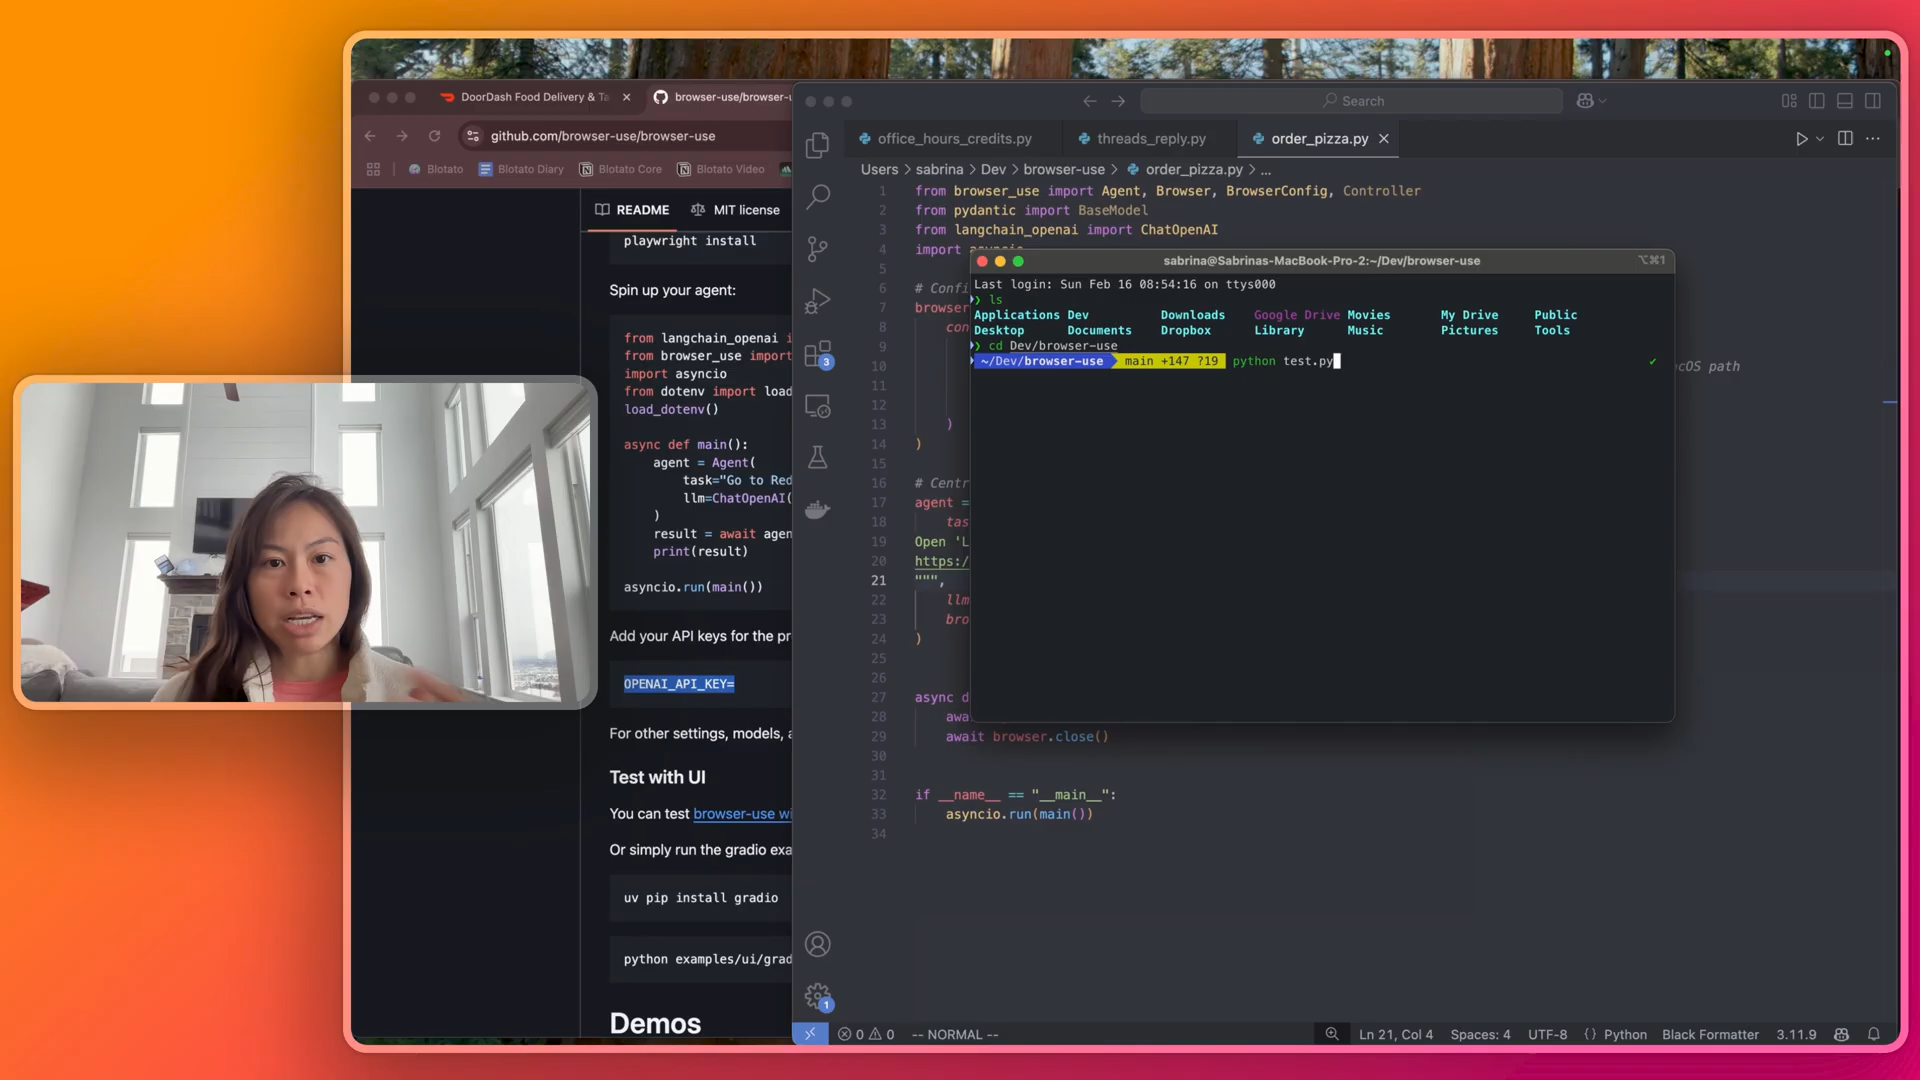 DoorDash Food Delivery & Ta
browser-use/browser-u
github.com/browser-use/browser-use
Blotato
Blotato Diary
Blotato Core
Blotato Video
README
MIT license
playwright install
Spin up your agent:
from langchain_openai i
from browser_use import
import asyncio
from dotenv import load
load_dotenv()
async def main():
agent = Agent(
task="Go to Red
llm=ChatOpenAI(
)
result = await agen
print(result)
asyncio.run(main())
Add your API keys for the pr
OPENAI_API_KEY=
For other settings, models, a
Test with UI
You can test browser-use wi
Or simply run the gradio exa
uv pip install gradio
python examples/ui/grad
Demos
Search
office_hours_credits.py
threads_reply.py
order_pizza.py
Users > sabrina > Dev > browser-use > order_pizza.py > ...
1 from browser_use import Agent, Browser, BrowserConfig, Controller
2 from pydantic import BaseModel
3 from langchain_openai import ChatOpenAI
4 import asyncio
5
6 # Confi
7 browser
8 con
9
10 cOS path
11
12
13 )
14 )
15
16 # Centr
17 agent =
18 tas
19 Open 'L
20 https:/
21 """,
22 llm
23 bro
24 )
25
26
27 async d
28 awa
29 await browser.close()
30
31
32 if __name__ == "__main__":
33 asyncio.run(main())
34
sabrina@Sabrinas-MacBook-Pro-2:~/Dev/browser-use
⌥⌘1
Last login: Sun Feb 16 08:54:16 on ttys000
❯ ls
Applications Dev Downloads Google Drive Movies My Drive Public
Desktop Documents Dropbox Library Music Pictures Tools
❯ cd Dev/browser-use
~/Dev/browser-use main +147 ?19 python test.py ✔
3
1
0 0 -- NORMAL --
Ln 21, Col 4
Spaces: 4
UTF-8
{} Python
Black Formatter
3.11.9